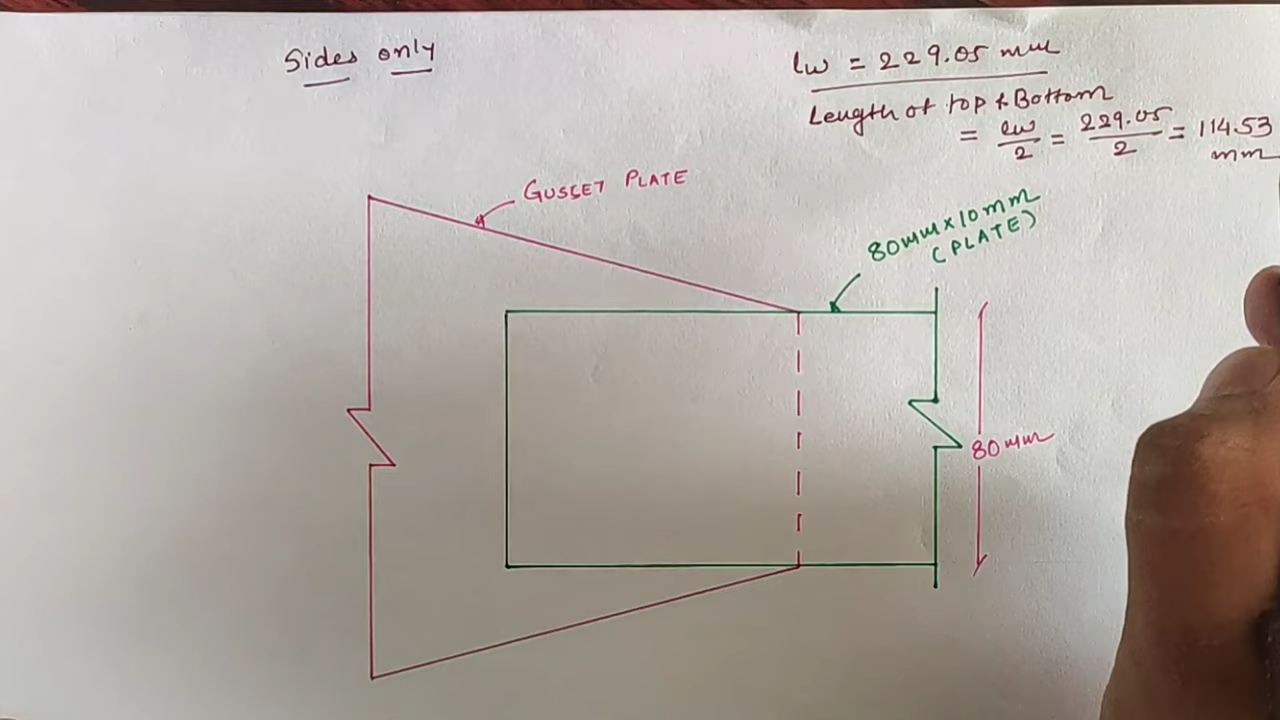 Sides only
lw = 229.05 mm
Length of top & Bottom
= lw/2 = 229.05/2 = 114.53 mm
GUSSET PLATE
80mm×10mm
(PLATE)
80mm